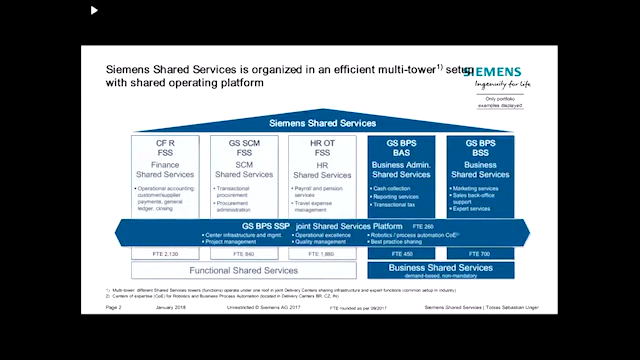 Siemens Shared Services is organized in an efficient multi-tower1) setup
with shared operating platform
SIEMENS
Ingenuity for life
Only portfolio
examples displayed
Siemens Shared Services
CF R
FSS
Finance
Shared Services
• Operational accounting:
customer/supplier
payments, general
ledger, closing
GS SCM
FSS
SCM
Shared Services
• Transactional
procurement
• Procurement
administration
HR OT
FSS
HR
Shared Services
• Payroll and pension
services
• Travel expense
management
GS BPS
BAS
Business Admin.
Shared Services
• Cash collection
• Reporting services
• Transactional tax
GS BPS
BSS
Business
Shared Services
• Marketing services
• Sales back-office
support
• Expert services
GS BPS SSP joint Shared Services Platform FTE 260
• Center infrastructure and mgmt.
• Project management
• Operational excellence
• Quality management
• Robotics / process automation CoE2)
• Best practice sharing
FTE 2,130
FTE 840
FTE 1,880
FTE 450
FTE 700
Functional Shared Services
Business Shared Services
demand-based, non-mandatory
1) Multi-tower: different Shared Services towers (functions) operate under one roof in joint Delivery Centers sharing infrastructure and expert functions (common setup in industry)
2) Centers of expertise (CoE) for Robotics and Business Process Automation (located in Delivery Centers BR, CZ, IN)
Page 2 January 2018 Unrestricted © Siemens AG 2017 FTE rounded as per 09/2017 Siemens Shared Services | Tobias Sebastian Unger